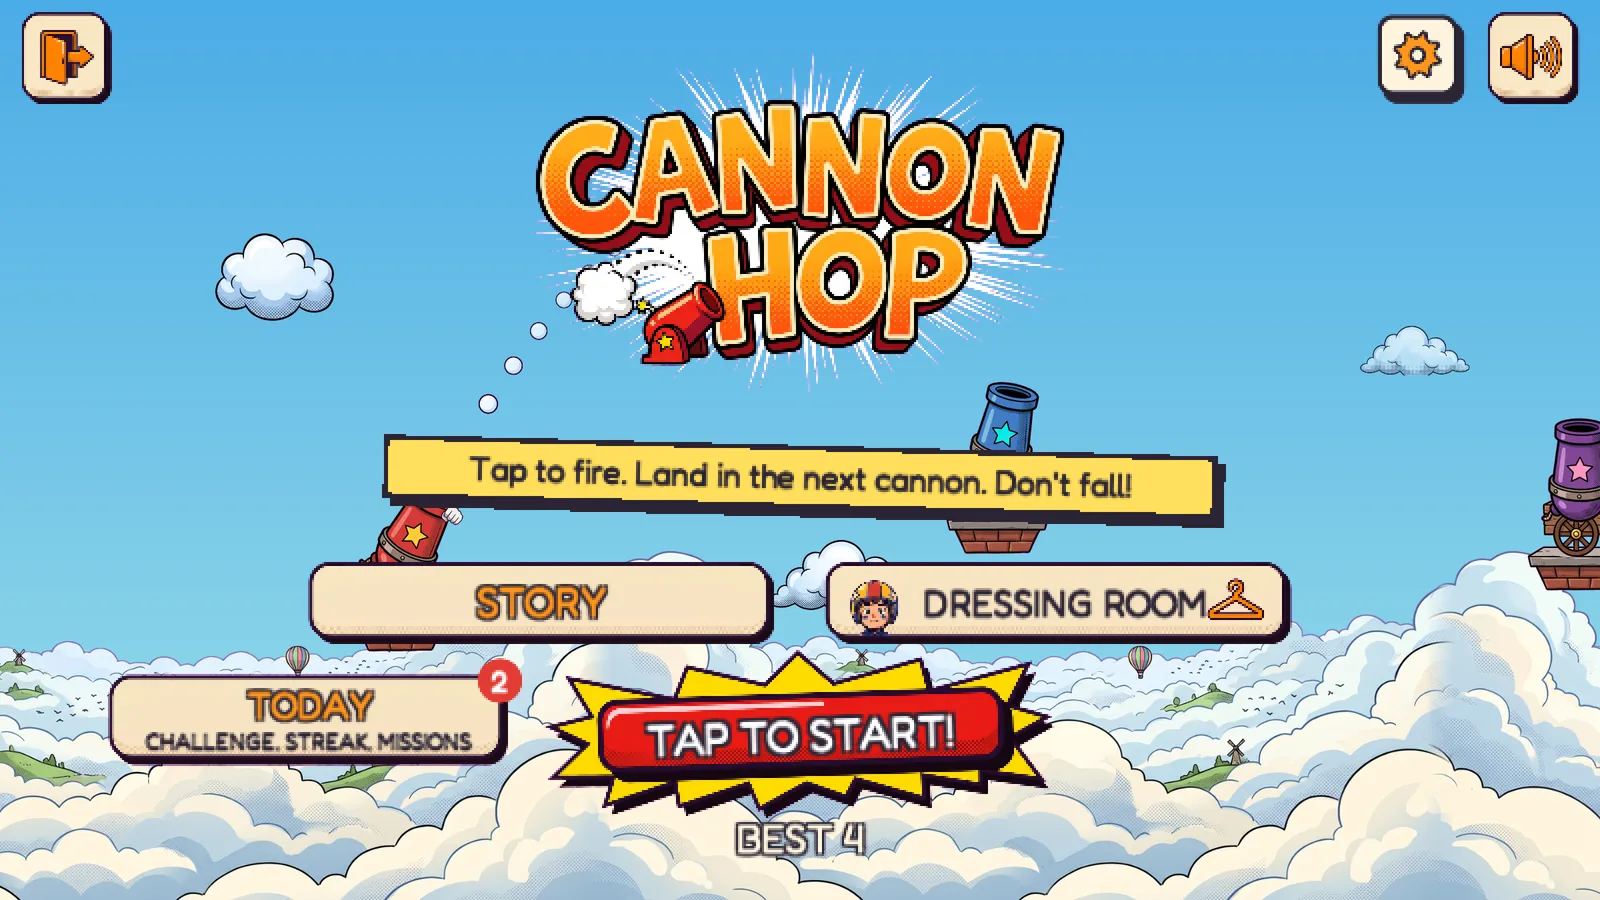 CANNON
HOP
Tap to fire. Land in the next cannon. Don't fall!
STORY
DRESSING ROOM
TODAY
2
CHALLENGE, STREAK, MISSIONS
TAP TO START!
BEST 4